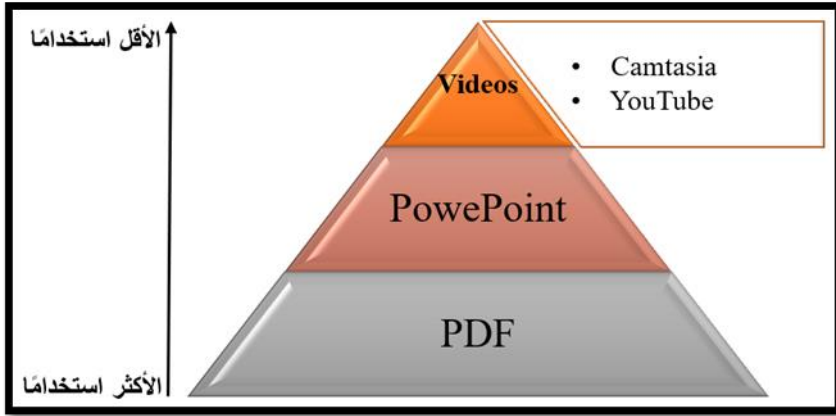 الأقل استخدامًا
Videos
• Camtasia
• YouTube
PowePoint
PDF
الأكثر استخدامًا